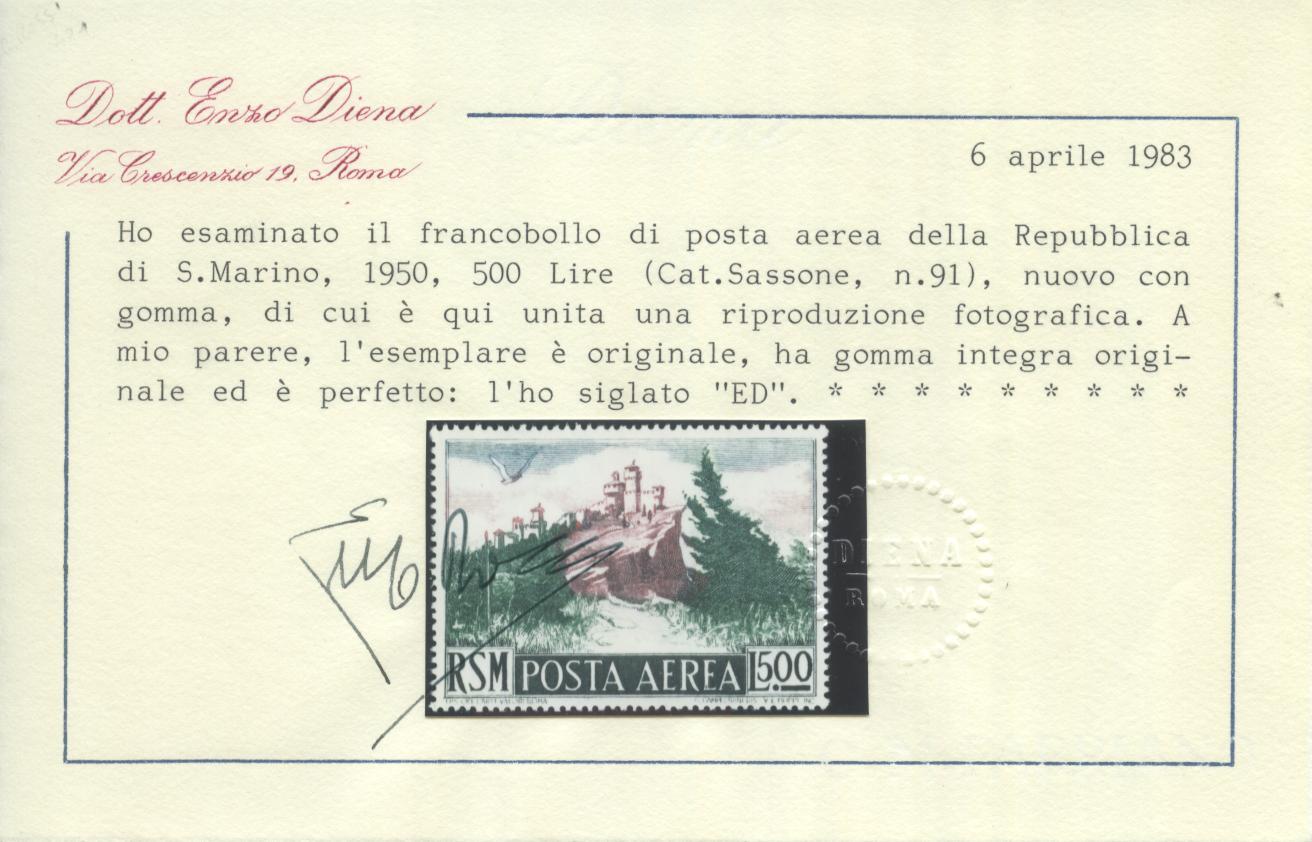 Dott. Enzo Diena
Via Crescenzio 19, Roma
6 aprile 1983
Ho esaminato il francobollo di posta aerea della Repubblica
di S.Marino, 1950, 500 Lire (Cat.Sassone, n.91), nuovo con
gomma, di cui è qui unita una riproduzione fotografica. A
mio parere, l'esemplare è originale, ha gomma integra origi-
nale ed è perfetto: l'ho siglato "ED". * * * * * * * * *
DIENA
ROMA
RSM POSTA AEREA L500